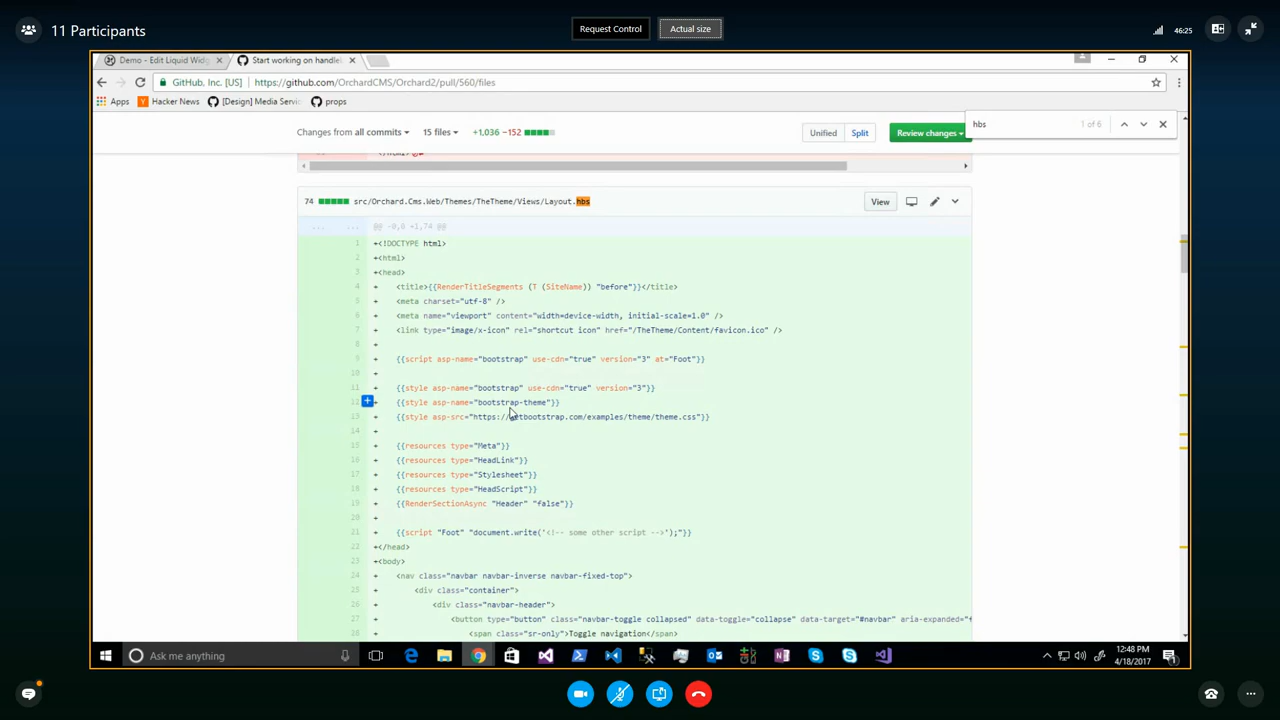 11 Participants
Request Control
Actual size
46:25
Demo - Edit Liquid Widg
Start working on handle
GitHub, Inc. [US]
https://github.com/OrchardCMS/Orchard2/pull/560/files
Apps
Hacker News
[Design] Media Servi
props
Changes from all commits
15 files
+1,036 −152
Unified
Split
Review changes
hbs
1 of 6
74
src/Orchard.Cms.Web/Themes/TheTheme/Views/Layout.hbs
View
... ... @@ -0,0 +1,74 @@
1 +<!DOCTYPE html>
2 +<html>
3 +<head>
4 + <title>{{RenderTitleSegments (T (SiteName)) "before"}}</title>
5 + <meta charset="utf-8" />
6 + <meta name="viewport" content="width=device-width, initial-scale=1.0" />
7 + <link type="image/x-icon" rel="shortcut icon" href="/TheTheme/Content/favicon.ico" />
8 +
9 + {{script asp-name="bootstrap" use-cdn="true" version="3" at="Foot"}}
10 +
11 + {{style asp-name="bootstrap" use-cdn="true" version="3"}}
12 + {{style asp-name="bootstrap-theme"}}
13 + {{style asp-src="https://getbootstrap.com/examples/theme/theme.css"}}
14 +
15 + {{resources type="Meta"}}
16 + {{resources type="HeadLink"}}
17 + {{resources type="Stylesheet"}}
18 + {{resources type="HeadScript"}}
19 + {{RenderSectionAsync "Header" "false"}}
20 +
21 + {{script "Foot" "document.write('<!-- some other script -->');"}}
22 +</head>
23 +<body>
24 + <nav class="navbar navbar-inverse navbar-fixed-top">
25 + <div class="container">
26 + <div class="navbar-header">
27 + <button type="button" class="navbar-toggle collapsed" data-toggle="collapse" data-target="#navbar" aria-expanded="f
28 + <span class="sr-only">Toggle navigation</span>
Ask me anything
12:48 PM
4/18/2017
1